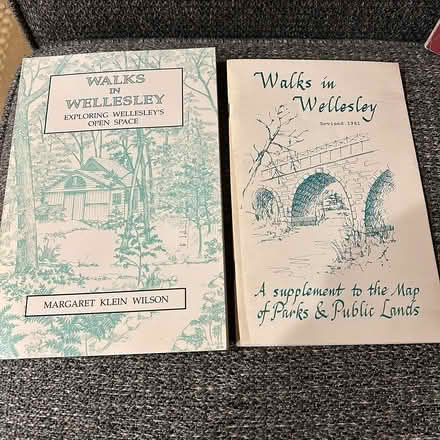 WALKS
IN
WELLESLEY
EXPLORING WELLESLEY'S
OPEN SPACE
MARGARET KLEIN WILSON
Walks in
Wellesley
Revised 1981
A supplement to the Map
of Parks & Public Lands